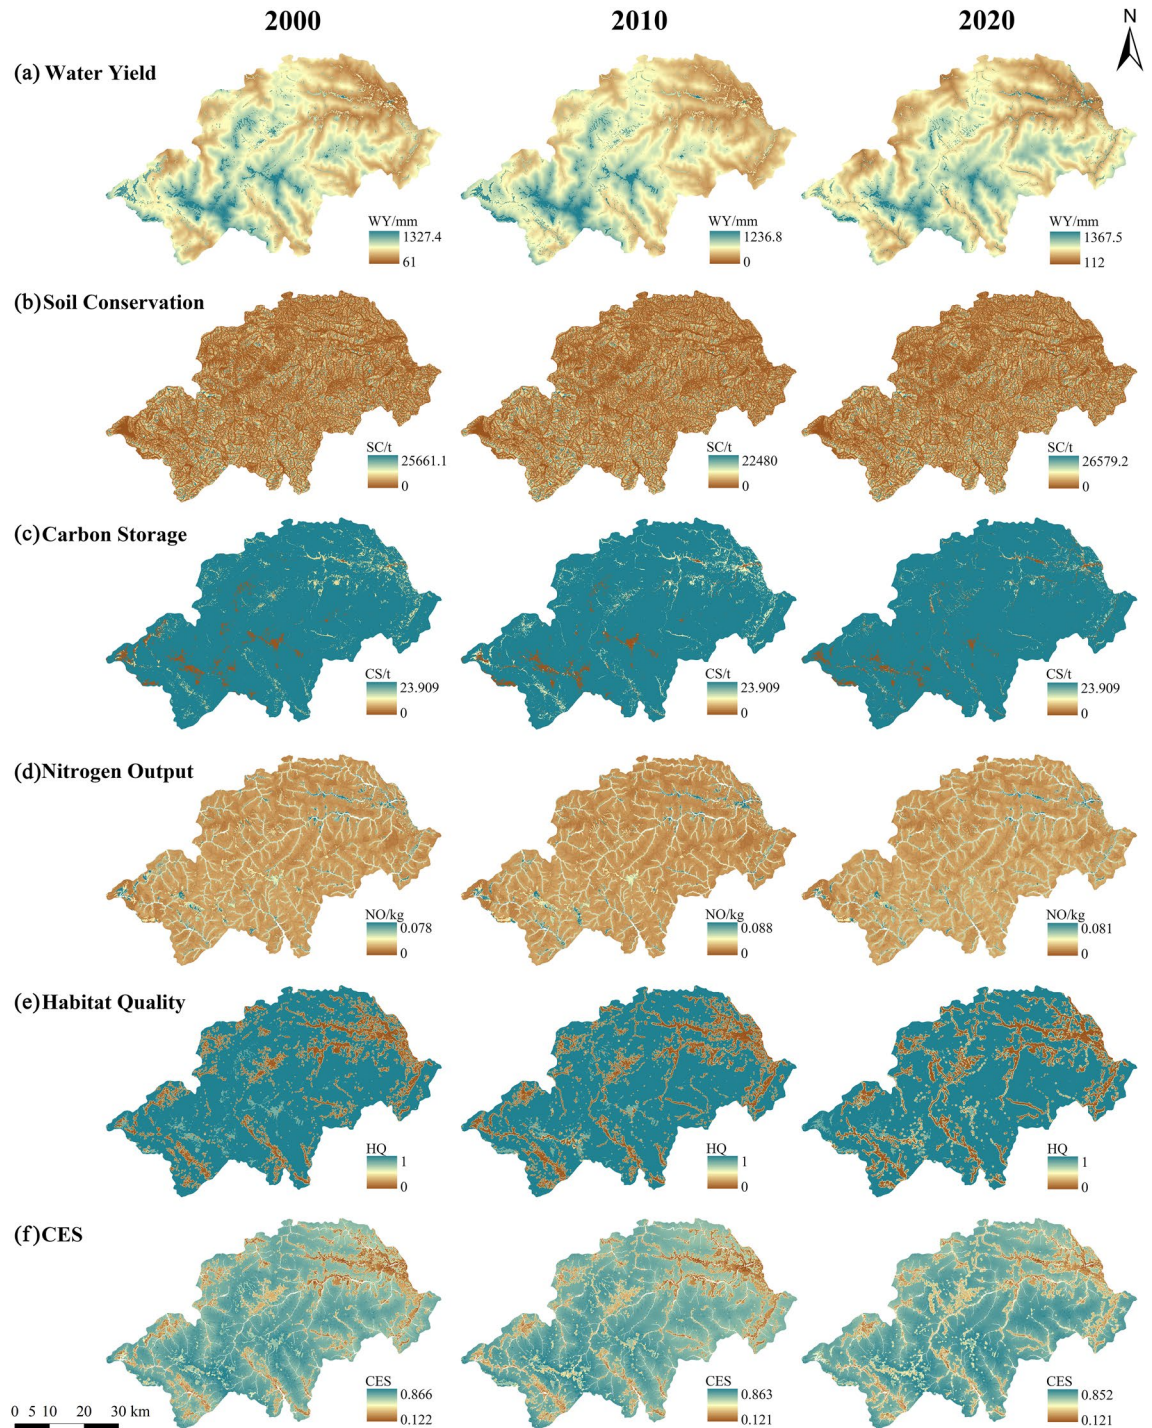 2000 2010 2020
N
(a) Water Yield
WY/mm WY/mm WY/mm
1327.4 1236.8 1367.5
61 0 112
(b) Soil Conservation
SC/t SC/t SC/t
25661.1 22480 26579.2
0 0 0
(c) Carbon Storage
CS/t CS/t CS/t
23.909 23.909 23.909
0 0 0
(d) Nitrogen Output
NO/kg NO/kg NO/kg
0.078 0.088 0.081
0 0 0
(e) Habitat Quality
HQ HQ HQ
1 1 1
0 0 0
(f) CES
CES CES CES
0.866 0.863 0.852
0.122 0.121 0.121
0 5 10 20 30 km